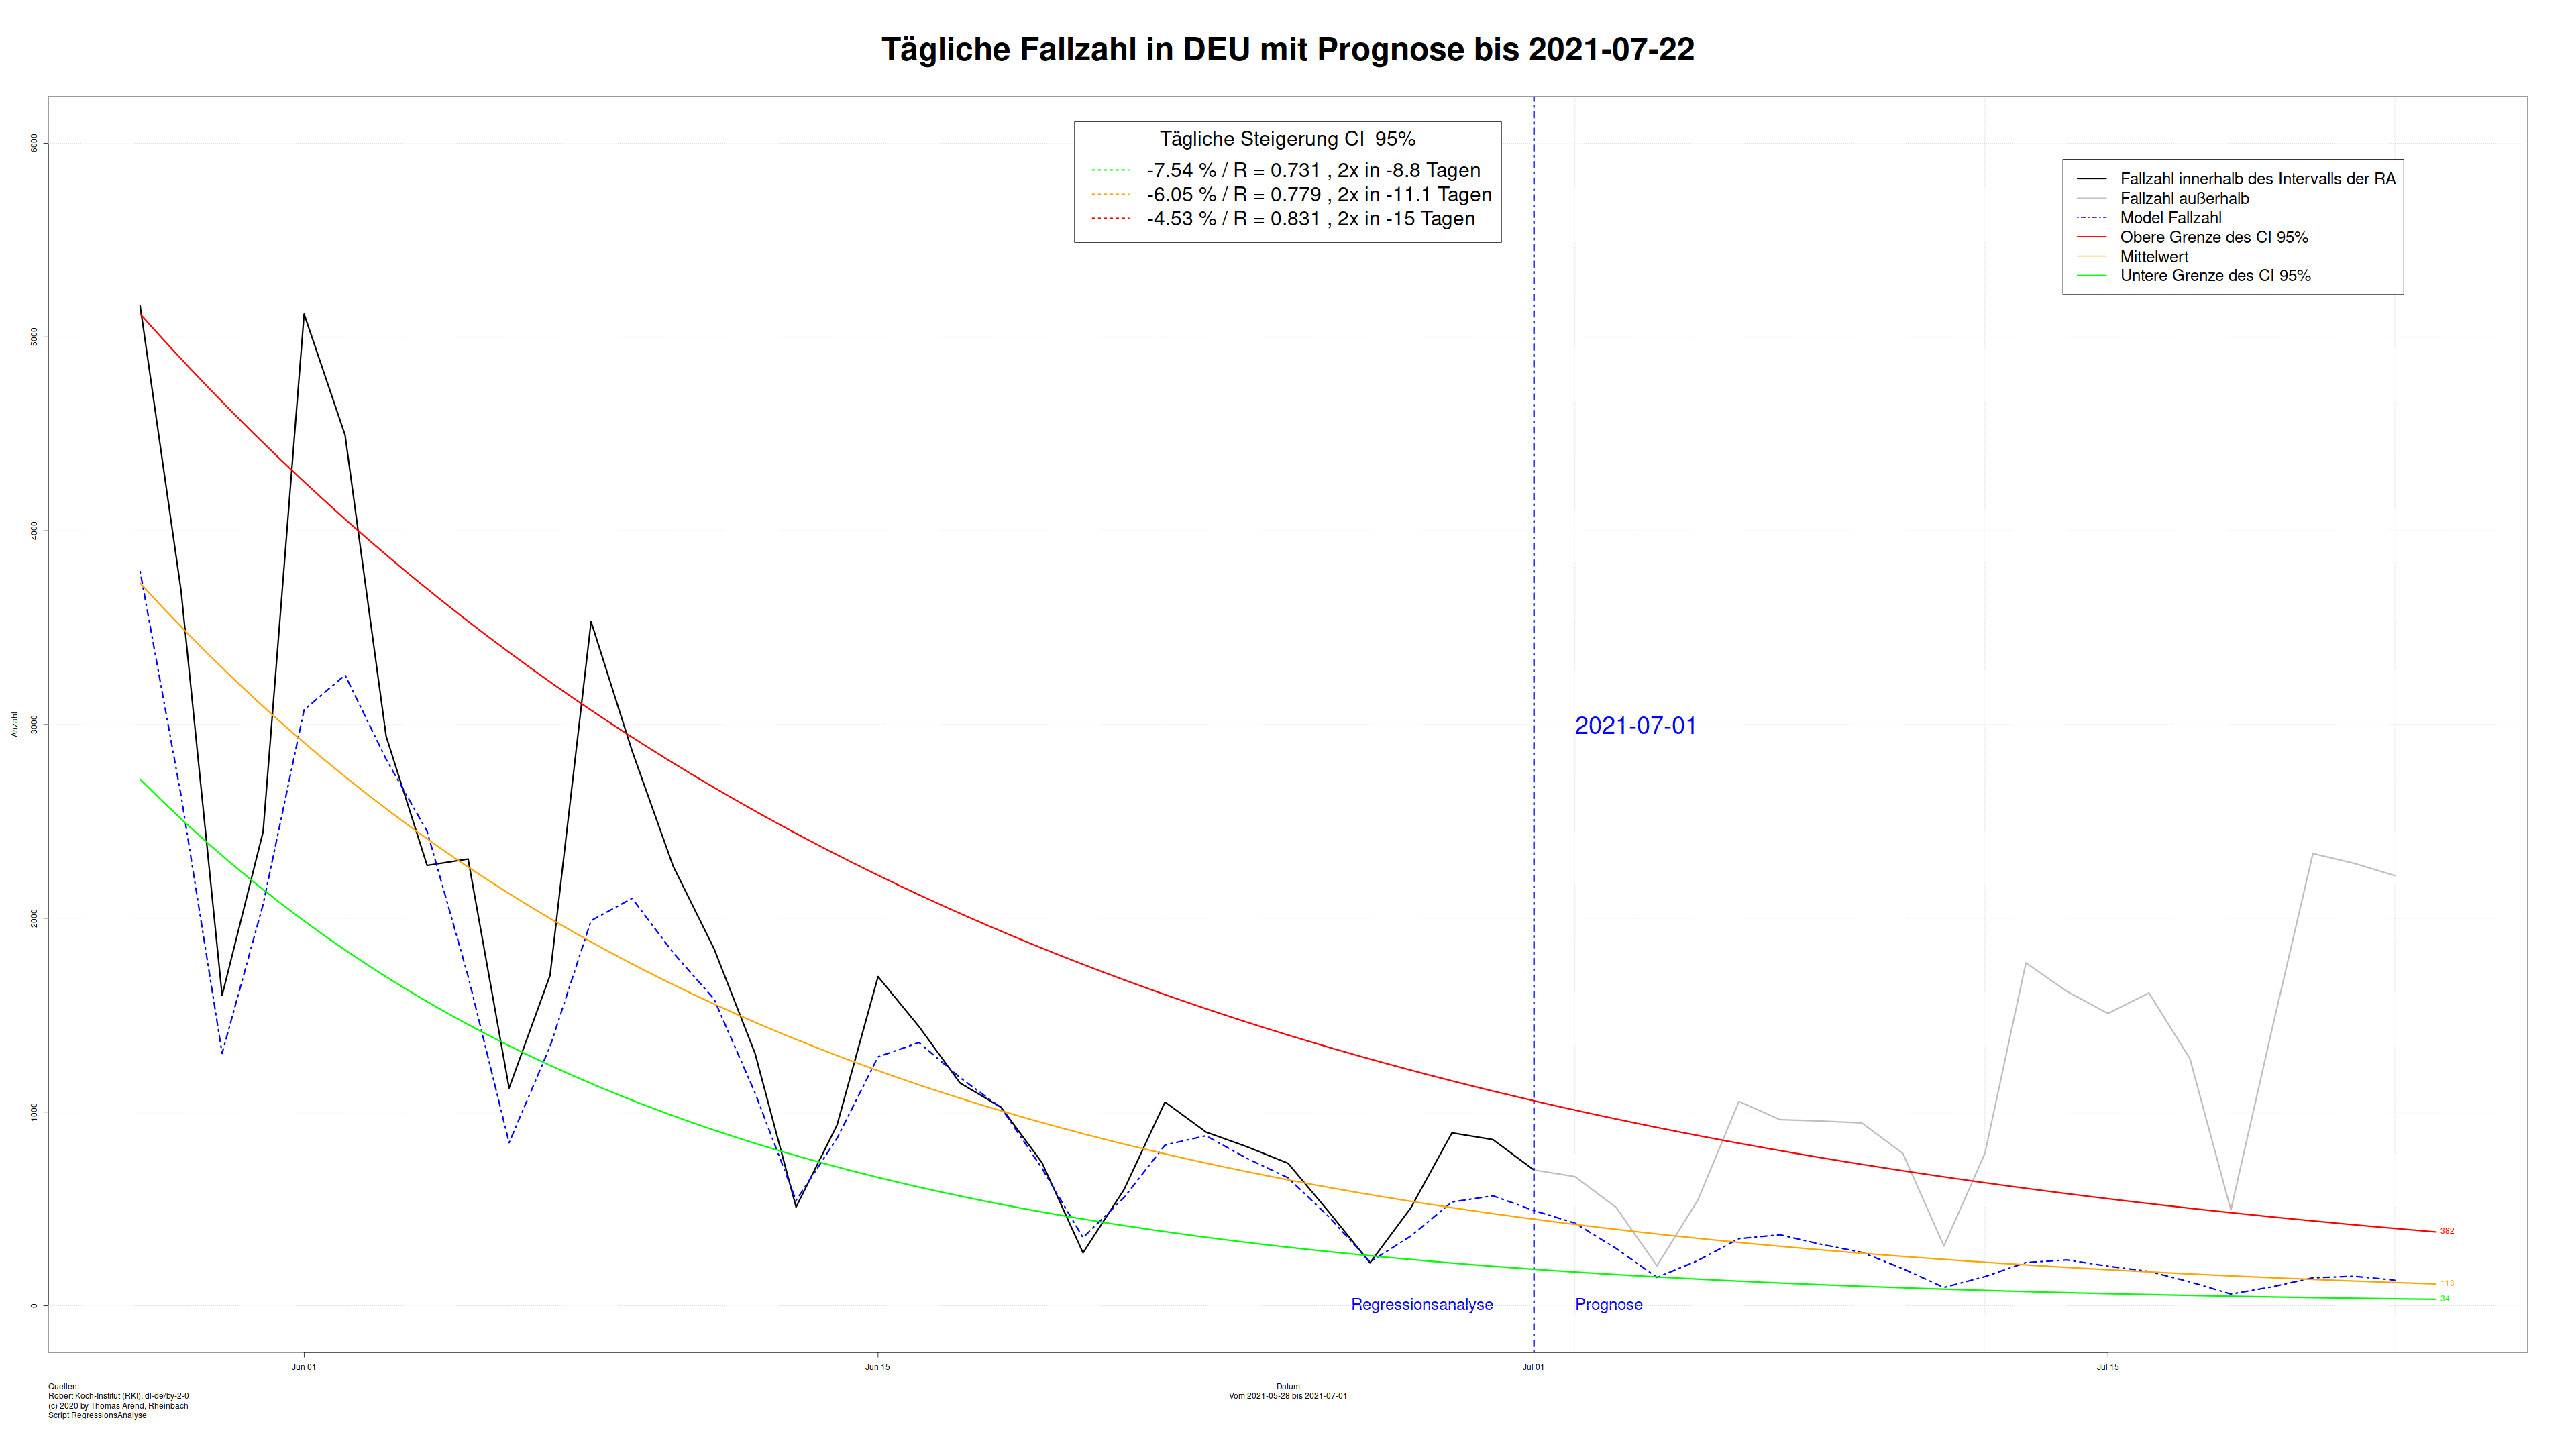 Tägliche Fallzahl in DEU mit Prognose bis 2021-07-22
Tägliche Steigerung CI  95%
-7.54 % / R = 0.731 , 2x in -8.8 Tagen
-6.05 % / R = 0.779 , 2x in -11.1 Tagen
-4.53 % / R = 0.831 , 2x in -15 Tagen
Fallzahl innerhalb des Intervalls der RA
Fallzahl außerhalb
Model Fallzahl
Obere Grenze des CI 95%
Mittelwert
Untere Grenze des CI 95%
6000
5000
4000
3000
2000
1000
0
Anzahl
2021-07-01
382
113
34
Regressionsanalyse
Prognose
Jun 01
Jun 15
Jul 01
Jul 15
Datum
Vom 2021-05-28 bis 2021-07-01
Quellen:
Robert Koch-Institut (RKI), dl-de/by-2-0
(c) 2020 by Thomas Arend, Rheinbach
Script RegressionsAnalyse